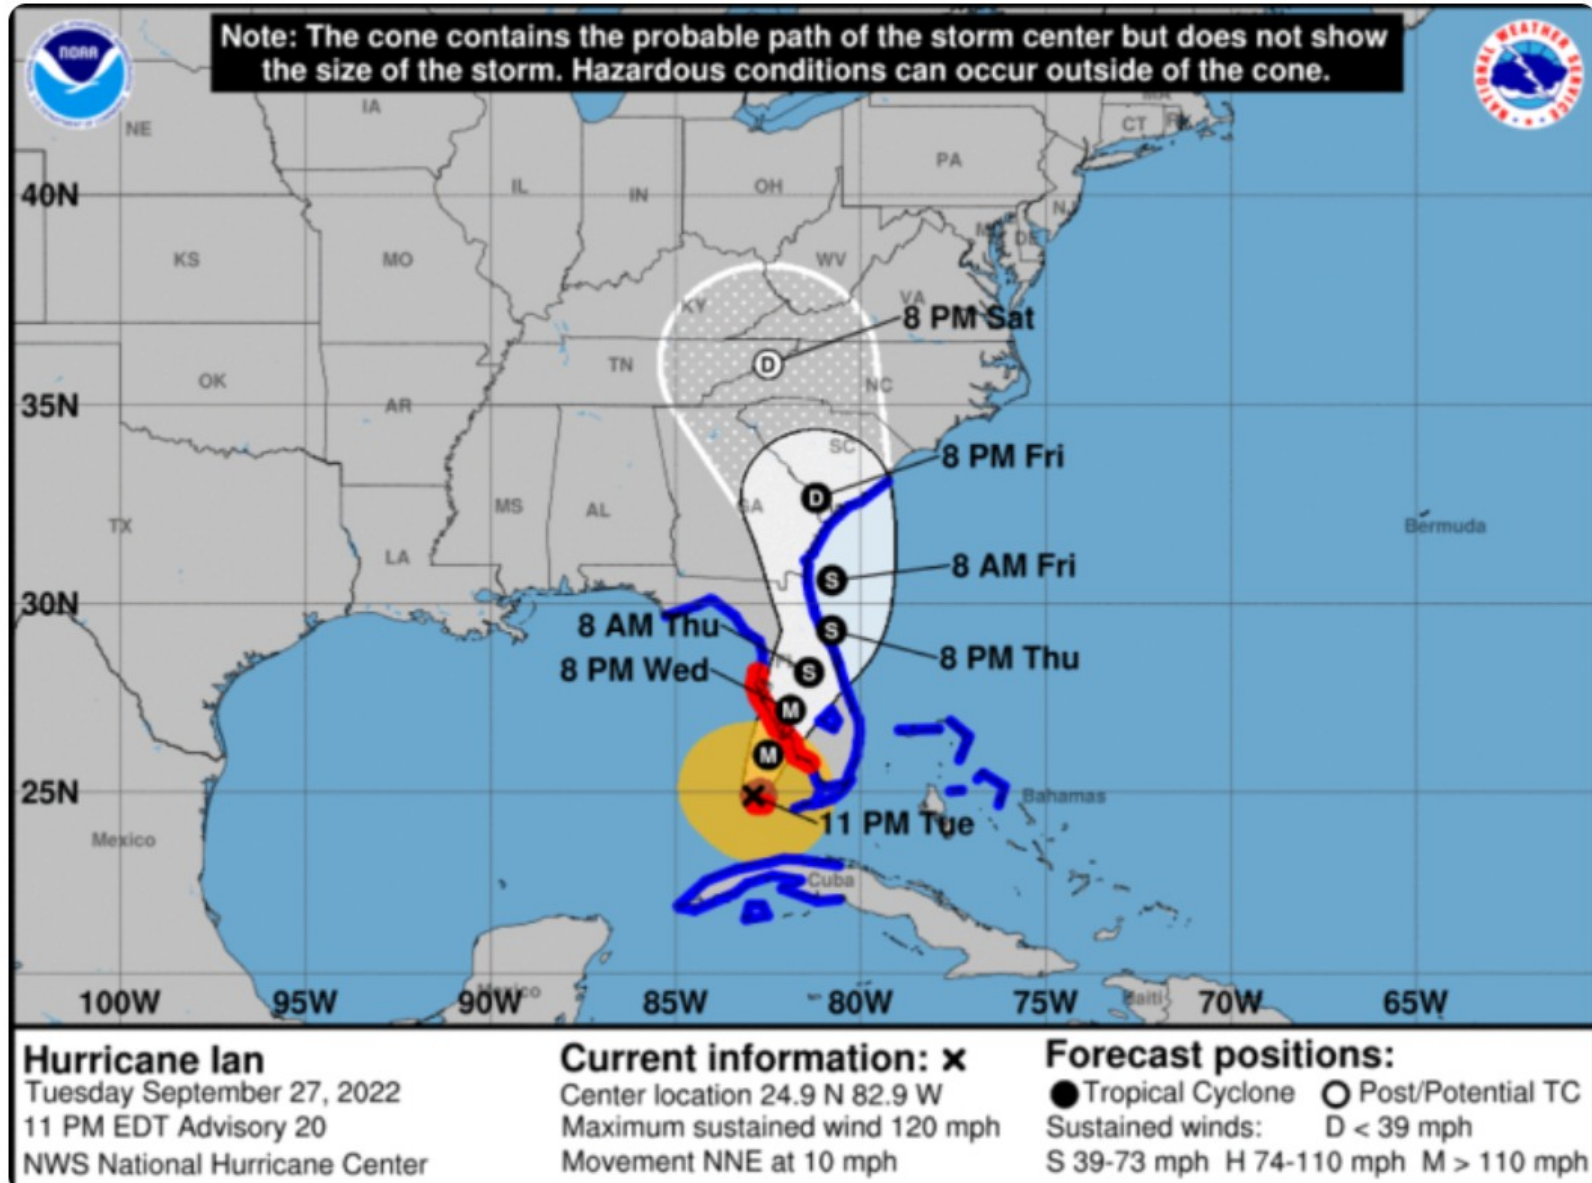 Note: The cone contains the probable path of the storm center but does not show
the size of the storm. Hazardous conditions can occur outside of the cone.
NOAA
NATIONAL WEATHER SERVICE
MA
CT
NE
IA
PA
IL
IN
OH
40N
NJ
DE
KS
MO
WV
KY
VA
8 PM Sat
TN
D
OK
NC
AR
35N
SC
8 PM Fri
D
MS
AL
GA
TX
Bermuda
LA
8 AM Fri
S
30N
8 AM Thu
S
8 PM Thu
8 PM Wed
S
M
M
25N
Bahamas
11 PM Tue
Mexico
Cuba
Mexico
Haiti
100W
95W
90W
85W
80W
75W
70W
65W
Hurricane Ian
Tuesday September 27, 2022
11 PM EDT Advisory 20
NWS National Hurricane Center
Current information: ×
Center location 24.9 N 82.9 W
Maximum sustained wind 120 mph
Movement NNE at 10 mph
Forecast positions:
Tropical Cyclone Post/Potential TC
Sustained winds: D < 39 mph
S 39-73 mph H 74-110 mph M > 110 mph